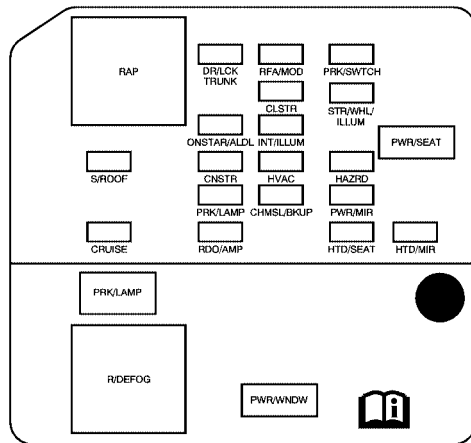 RAP
DR/LCK
TRUNK
RFA/MOD
PRK/SWTCH
CLSTR
STR/WHL/
ILLUM
ONSTAR/ALDL
INT/ILLUM
PWR/SEAT
S/ROOF
CNSTR
HVAC
HAZRD
PRK/LAMP
CHMSL/BKUP
PWR/MIR
CRUISE
RDO/AMP
HTD/SEAT
HTD/MIR
PRK/LAMP
R/DEFOG
PWR/WNDW
i